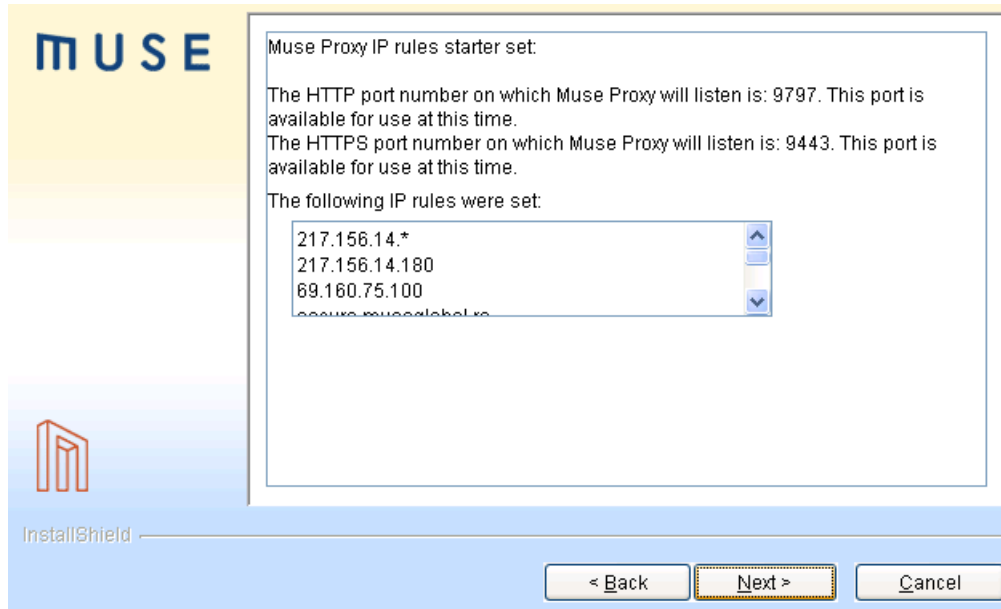 MUSE
Muse Proxy IP rules starter set:
The HTTP port number on which Muse Proxy will listen is: 9797. This port is
available for use at this time.
The HTTPS port number on which Muse Proxy will listen is: 9443. This port is
available for use at this time.
The following IP rules were set:
217.156.14.*
217.156.14.180
69.160.75.100
secure.museglobal.ro
InstallShield
< Back
Next >
Cancel